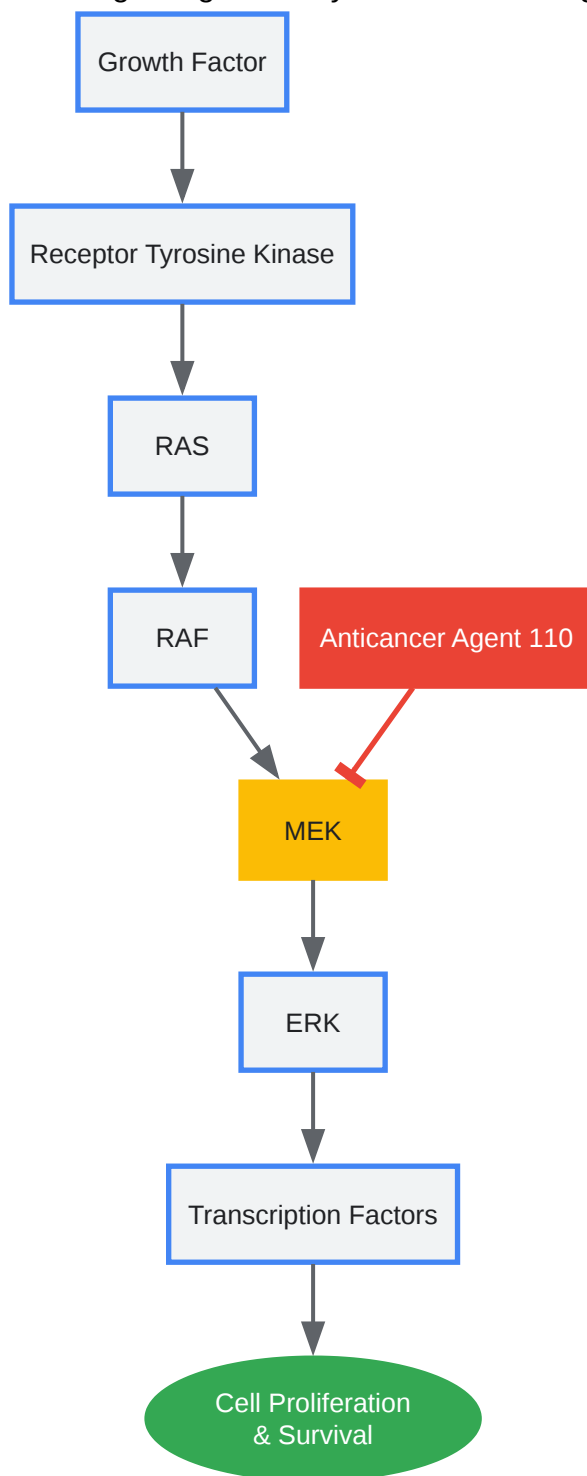 Growth Factor
Receptor Tyrosine Kinase
RAS
RAF
Anticancer Agent 110
MEK
ERK
Transcription Factors
Cell Proliferation
& Survival